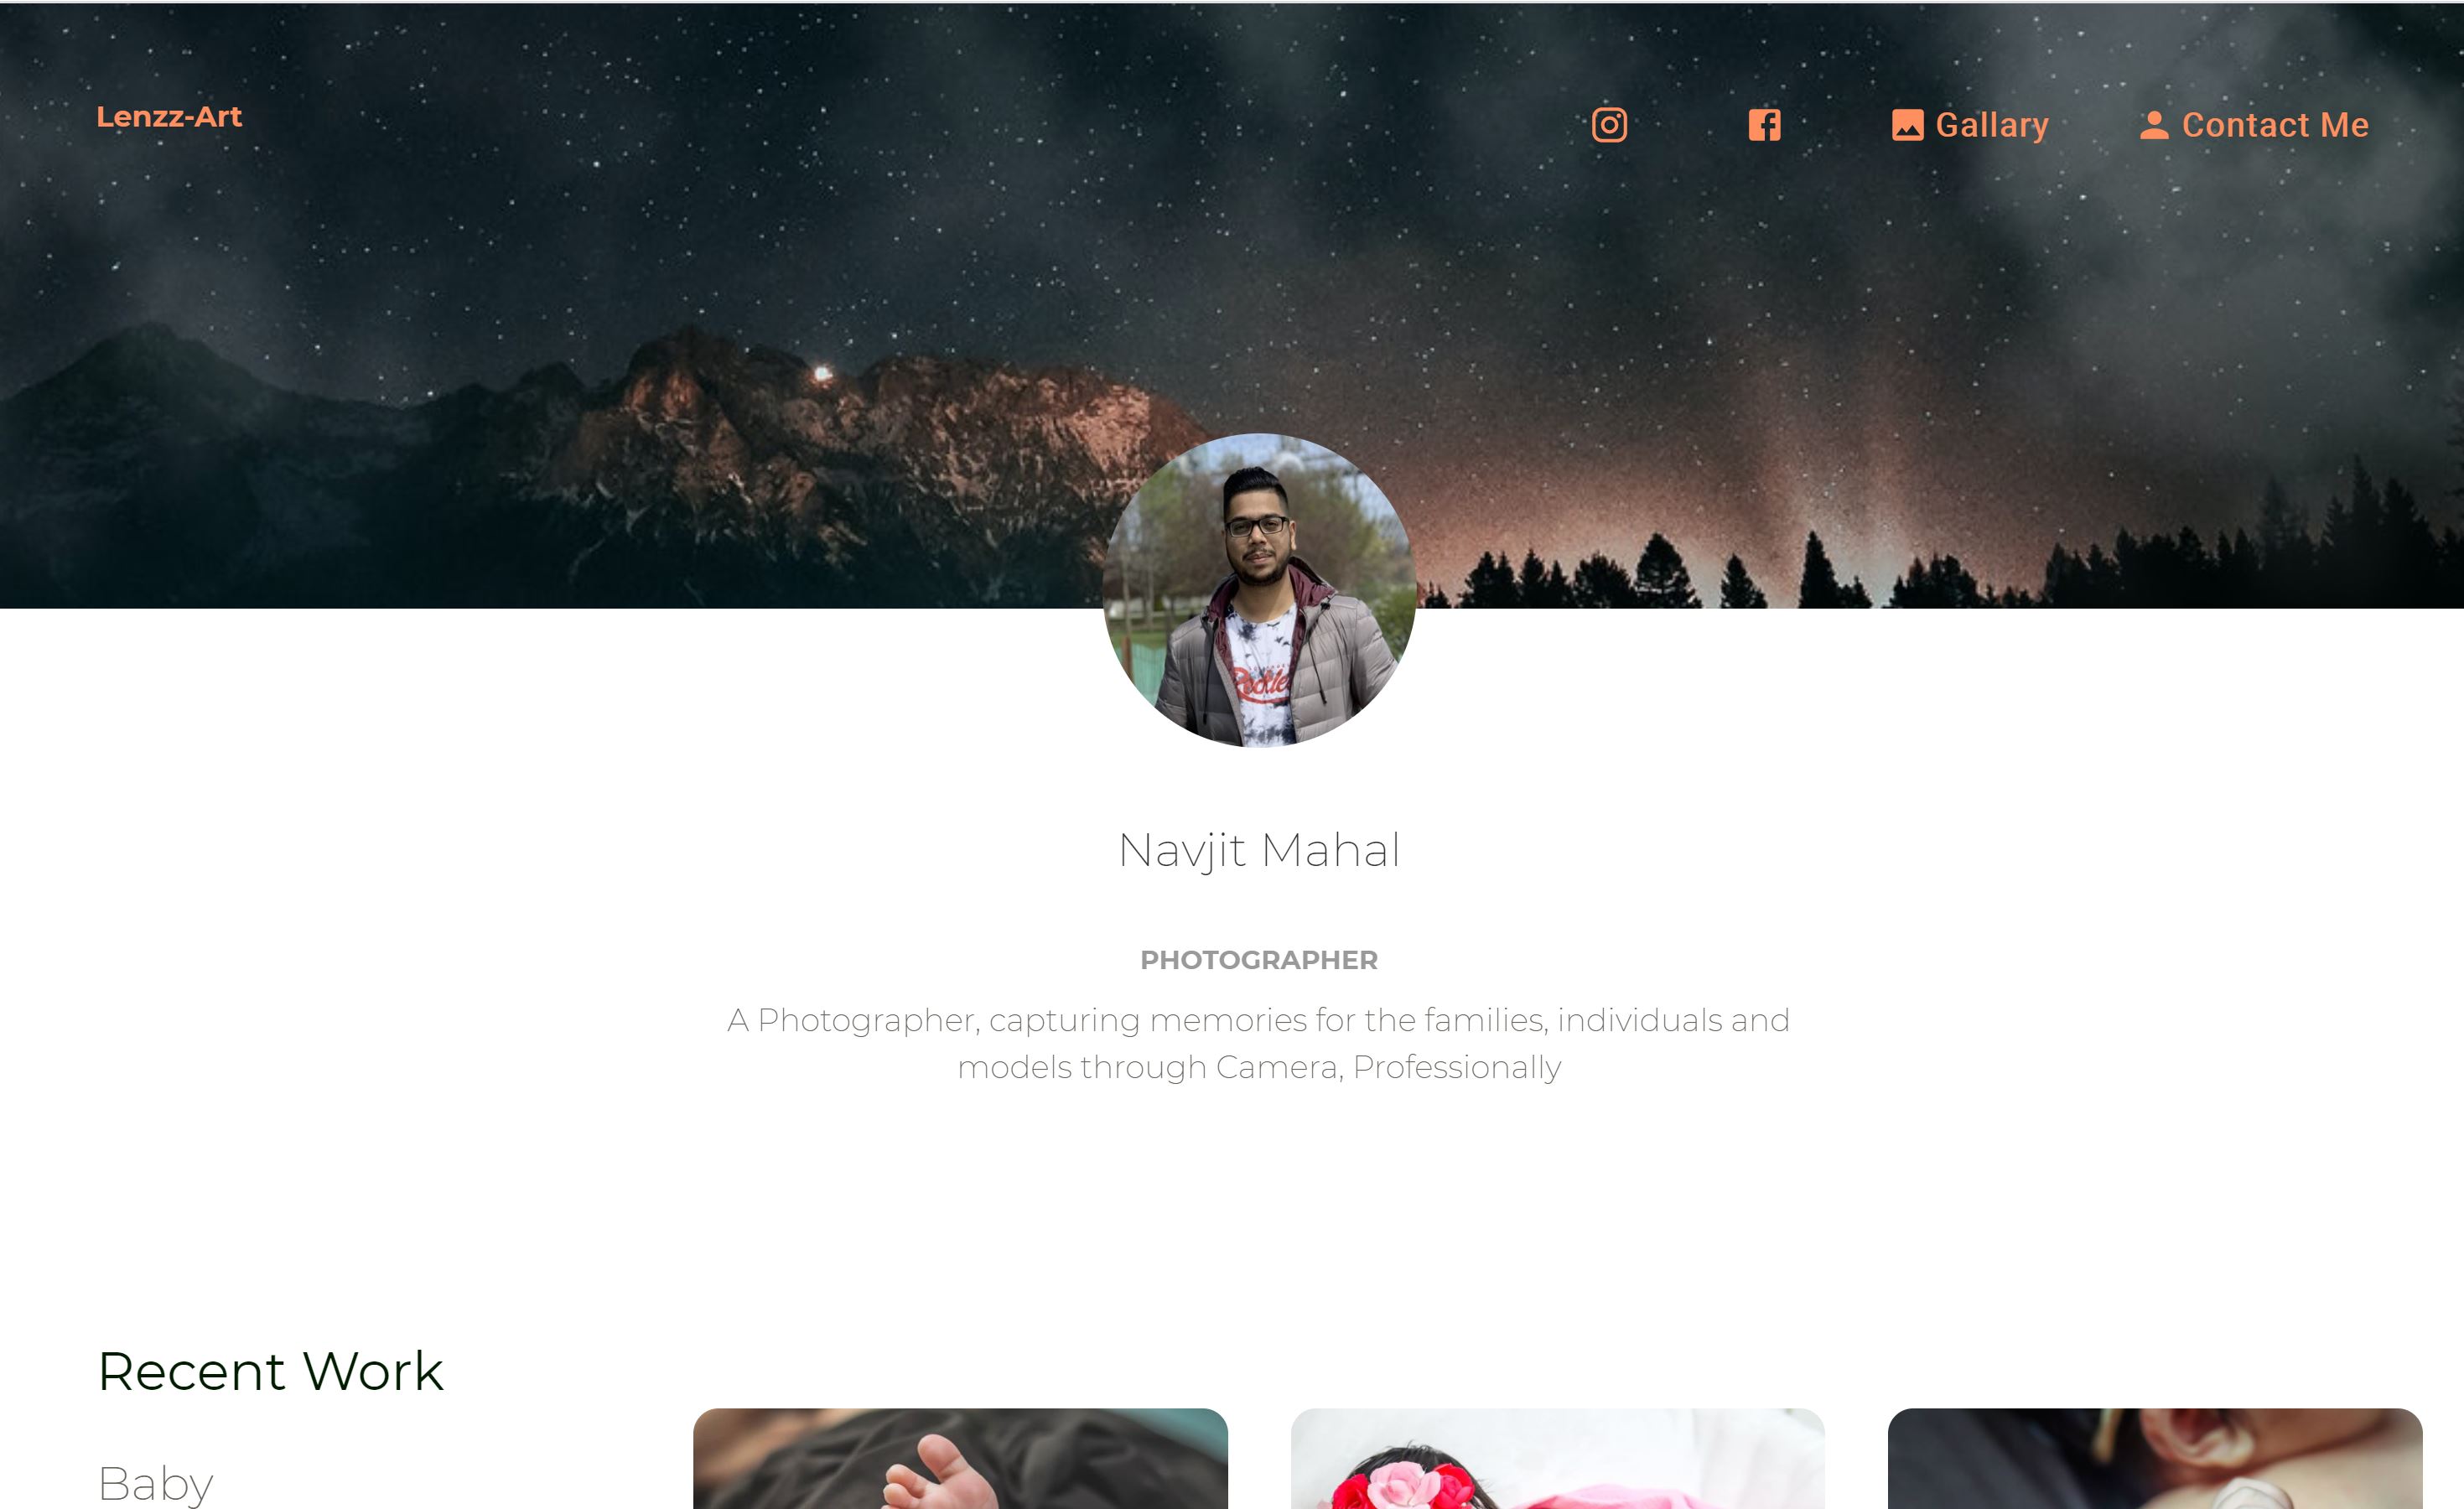 Lenzz-Art
Gallary
Contact Me
Navjit Mahal
PHOTOGRAPHER
A Photographer, capturing memories for the families, individuals and
models through Camera, Professionally
Recent Work
Baby